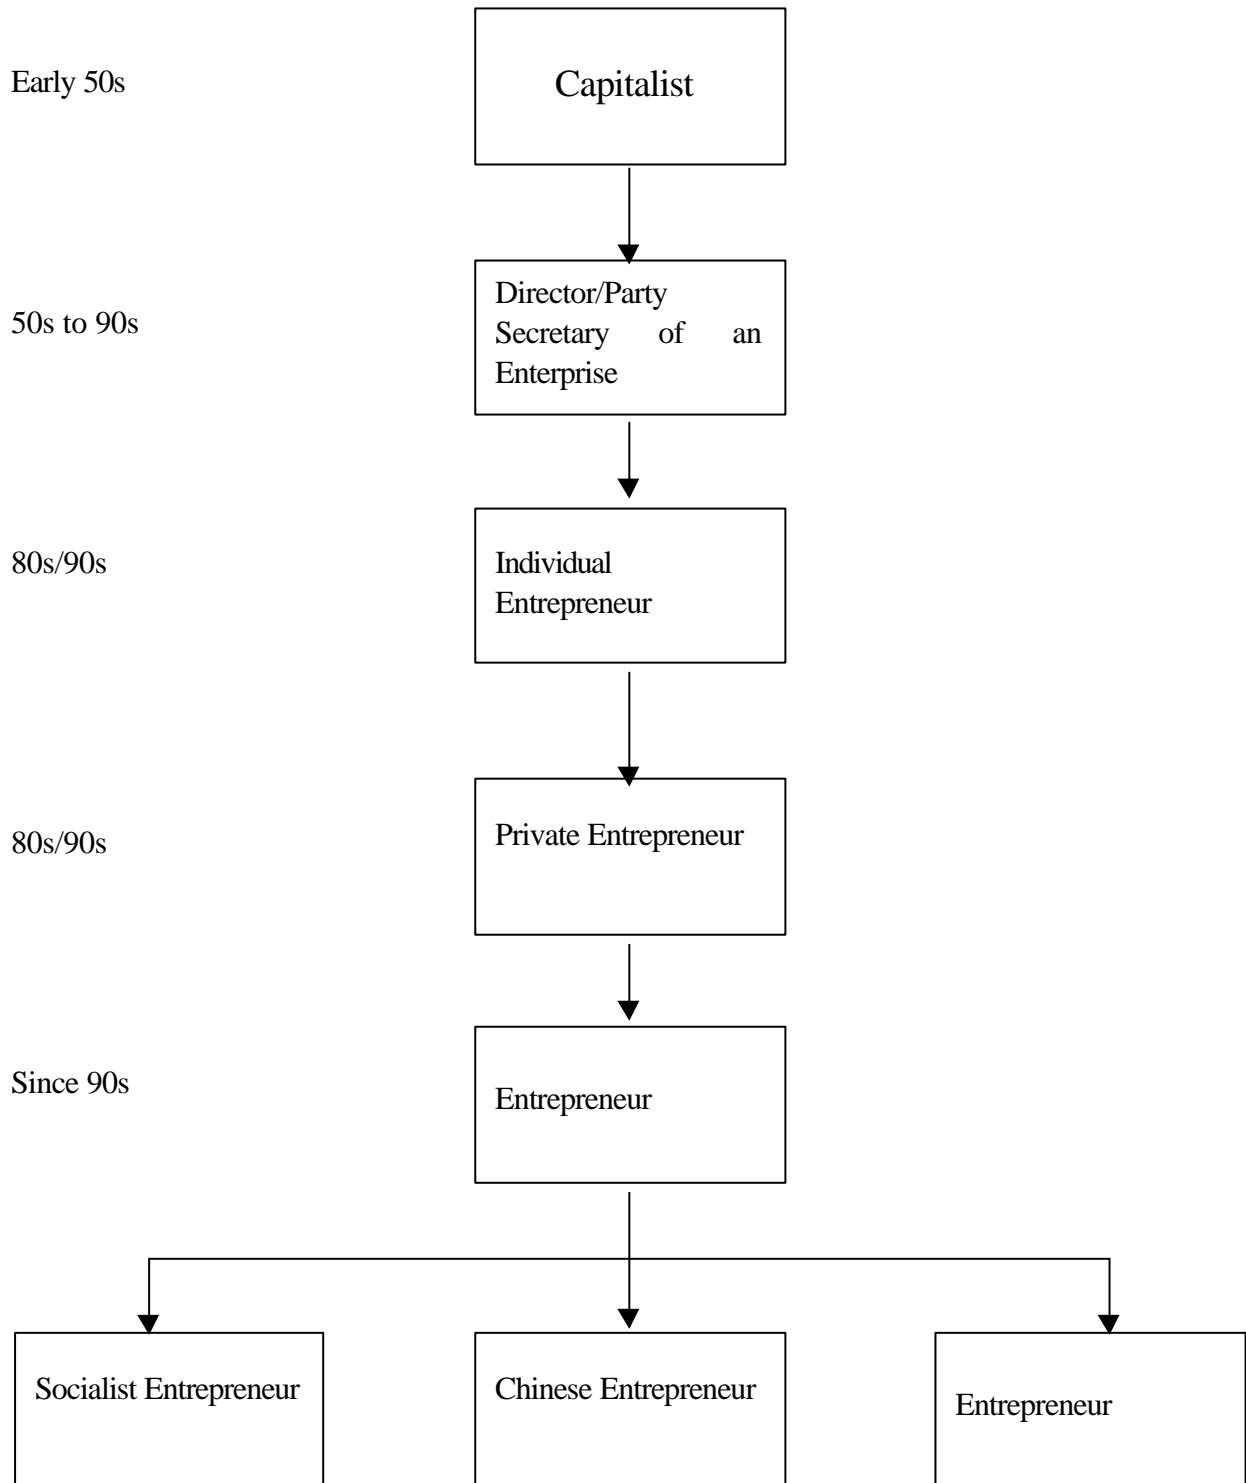 Early 50s
Capitalist
50s to 90s
Director/Party
Secretary of an
Enterprise
80s/90s
Individual
Entrepreneur
80s/90s
Private Entrepreneur
Since 90s
Entrepreneur
Socialist Entrepreneur
Chinese Entrepreneur
Entrepreneur